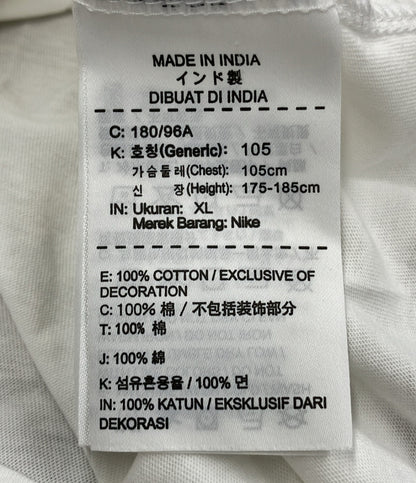 MADE IN INDIA
インド製
DIBUAT DI INDIA
C: 180/96A
K: 호칭(Generic): 105
가슴둘레(Chest): 105cm
신 장(Height): 175-185cm
IN: Ukuran: XL
Merek Barang: Nike
E: 100% COTTON / EXCLUSIVE OF
DECORATION
C: 100% 棉 / 不包括装饰部分
T: 100% 棉
J: 100% 綿
K: 섬유혼용율 / 100% 면
IN: 100% KATUN / EKSKLUSIF DARI
DEKORASI